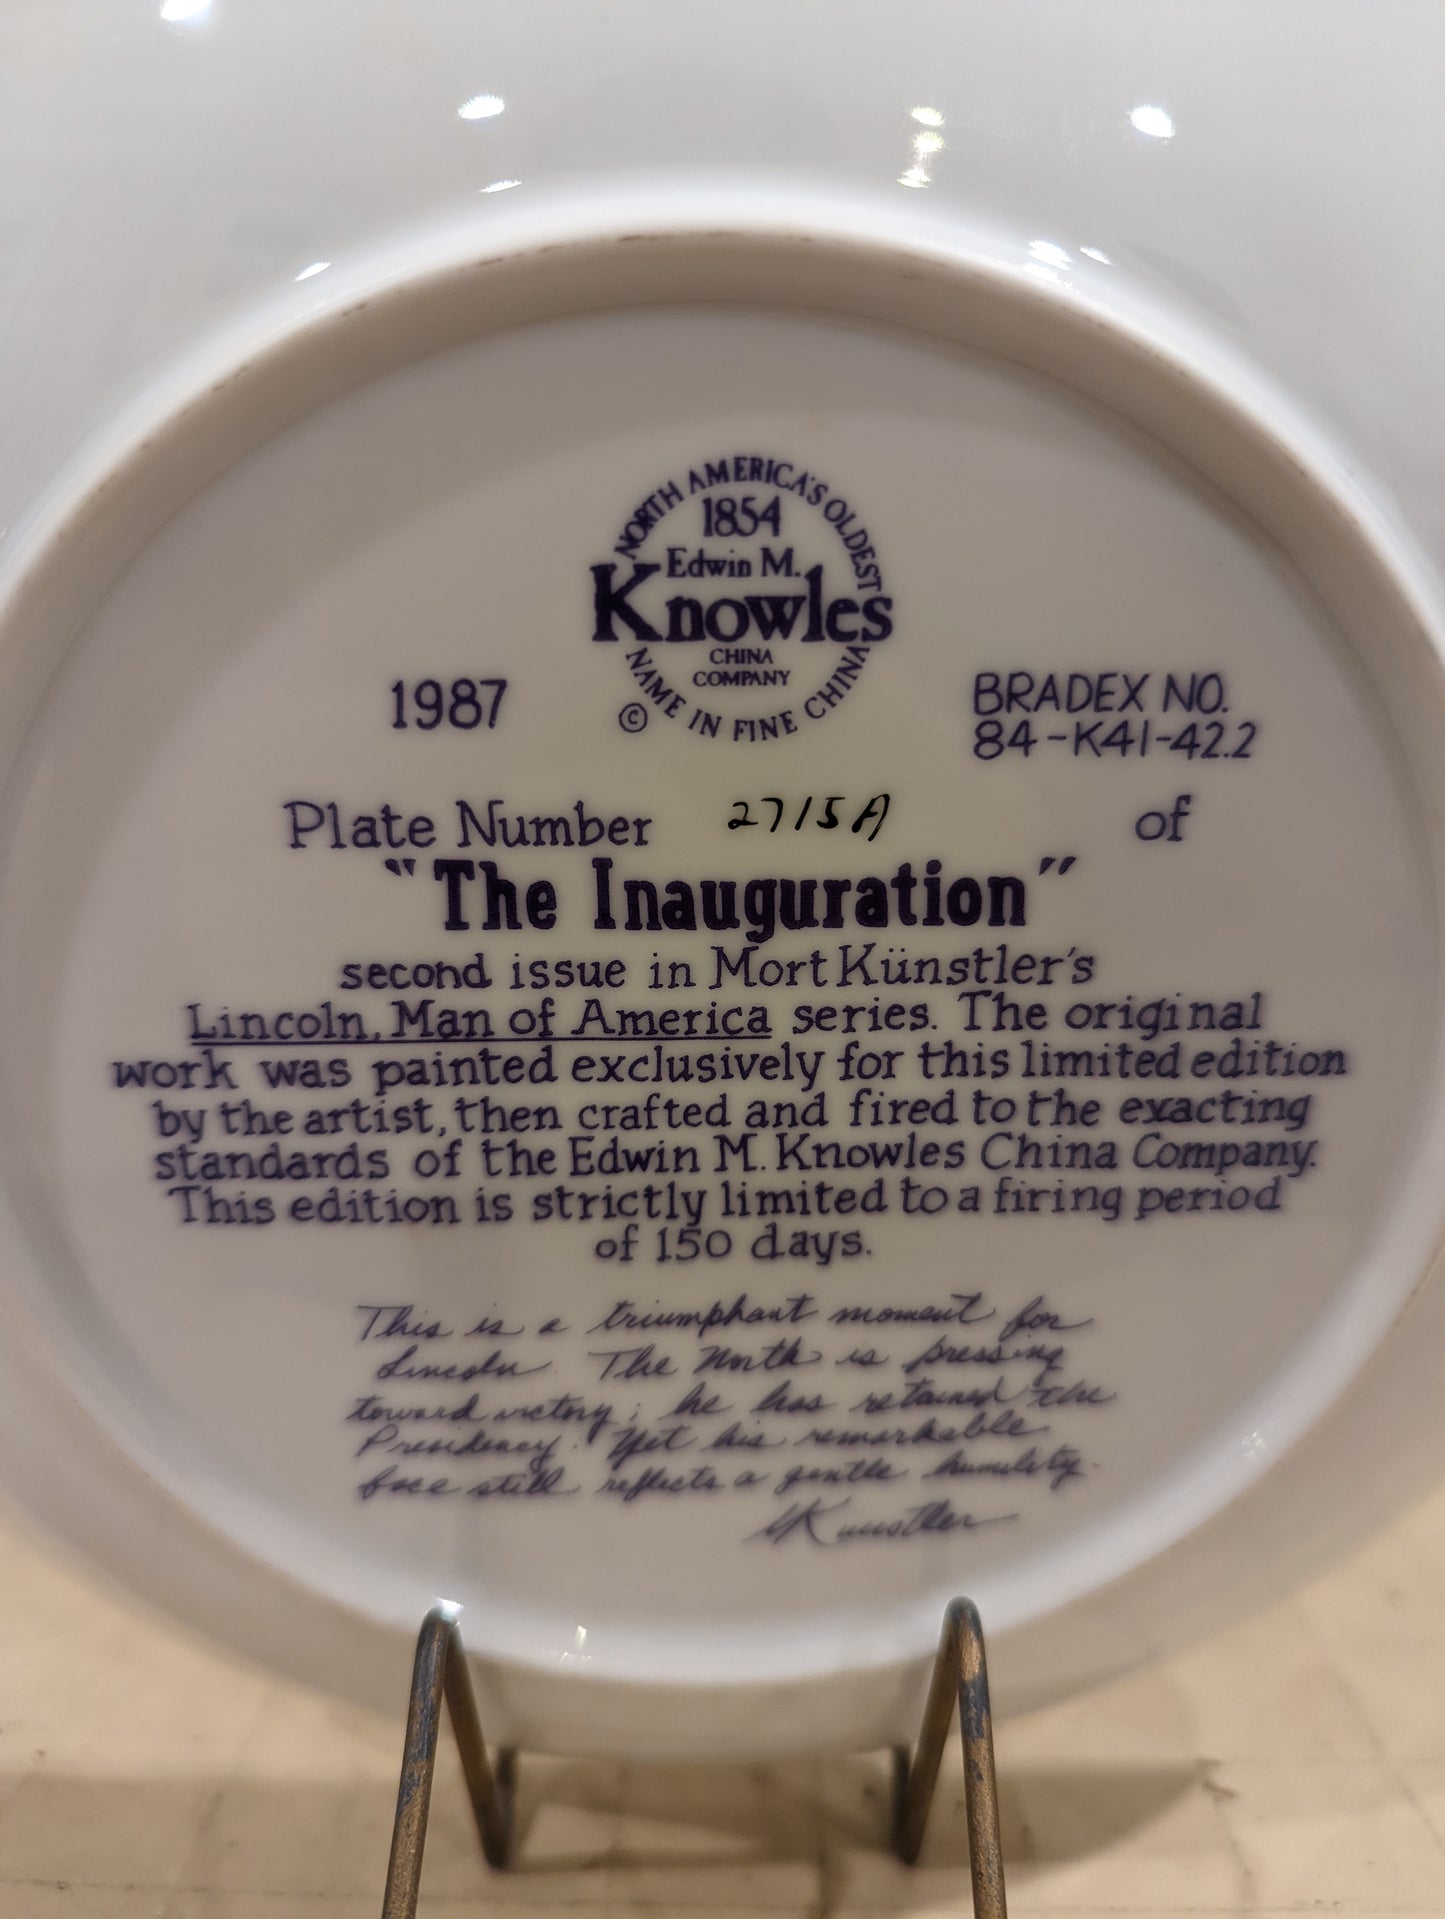 NORTH AMERICA'S OLDEST
1854
Edwin M.
Knowles
CHINA
COMPANY
NAME IN FINE CHINA
©
1987
BRADEX NO.
84-K41-42.2
Plate Number 2715A of
"The Inauguration"
second issue in Mort Künstler's
Lincoln, Man of America series. The original
work was painted exclusively for this limited edition
by the artist, then crafted and fired to the exacting
standards of the Edwin M. Knowles China Company.
This edition is strictly limited to a firing period
of 150 days.
This is a triumphant moment for
Lincoln. The North is pressing
toward victory; he has retained the
Presidency. Yet his remarkable
face still reflects a gentle humility.
MKunstler